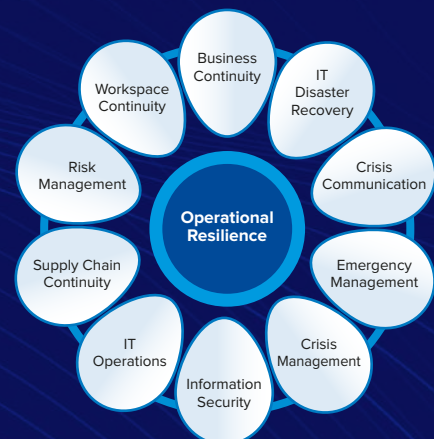 Business
Continuity
IT
Disaster
Recovery
Crisis
Communication
Emergency
Management
Crisis
Management
Information
Security
IT
Operations
Supply Chain
Continuity
Risk
Management
Workspace
Continuity
Operational
Resilience